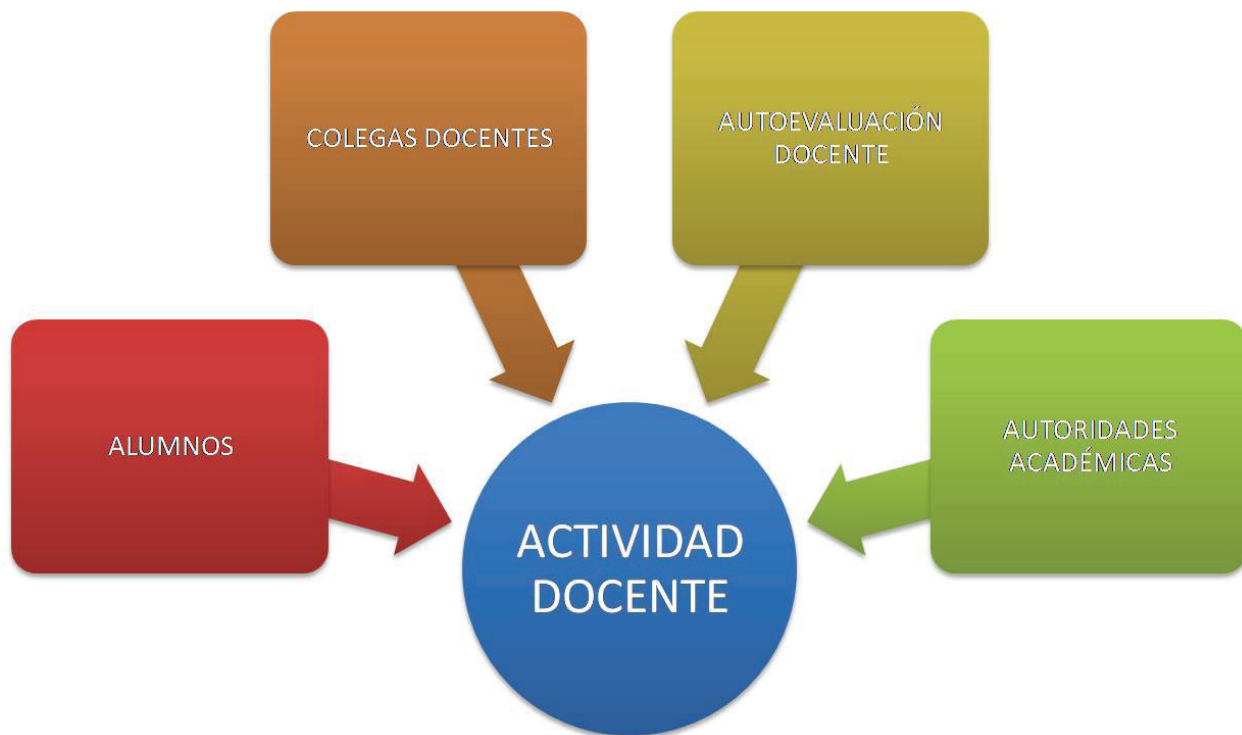 COLEGAS DOCENTES
AUTOEVALUACIÓN
DOCENTE
ALUMNOS
AUTORIDADES
ACADÉMICAS
ACTIVIDAD
DOCENTE